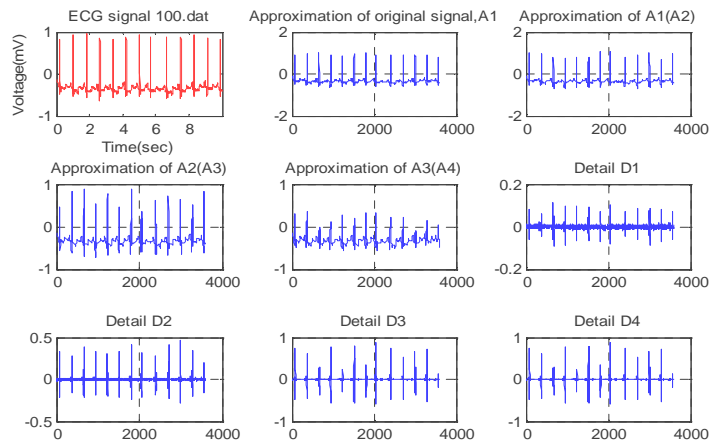 ECG signal 100.dat
Approximation of original signal,A1
Approximation of A1(A2)
1
0
-1
Voltage(mV)
0 2 4 6 8
Time(sec)
2
0
-2
0 2000 4000
2
0
-2
0 2000 4000
Approximation of A2(A3)
Approximation of A3(A4)
Detail D1
1
0
-1
0 2000 4000
1
0
-1
0 2000 4000
0.2
0
-0.2
0 2000 4000
Detail D2
Detail D3
Detail D4
0.5
0
-0.5
0 2000 4000
1
0
-1
0 2000 4000
1
0
-1
0 2000 4000